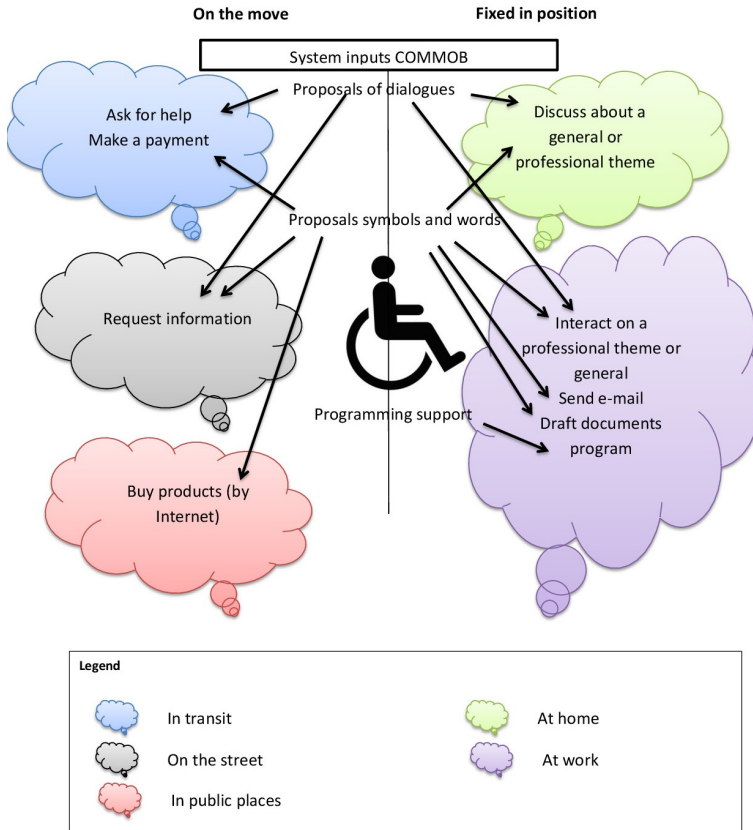 On the move
Fixed in position
System inputs COMMOB
Proposals of dialogues
Ask for help
Make a payment
Discuss about a
general or
professional theme
Proposals symbols and words
Request information
Interact on a
professional theme or
general
Send e-mail
Draft documents
program
Programming support
Buy products (by
Internet)
Legend
In transit
At home
On the street
At work
In public places